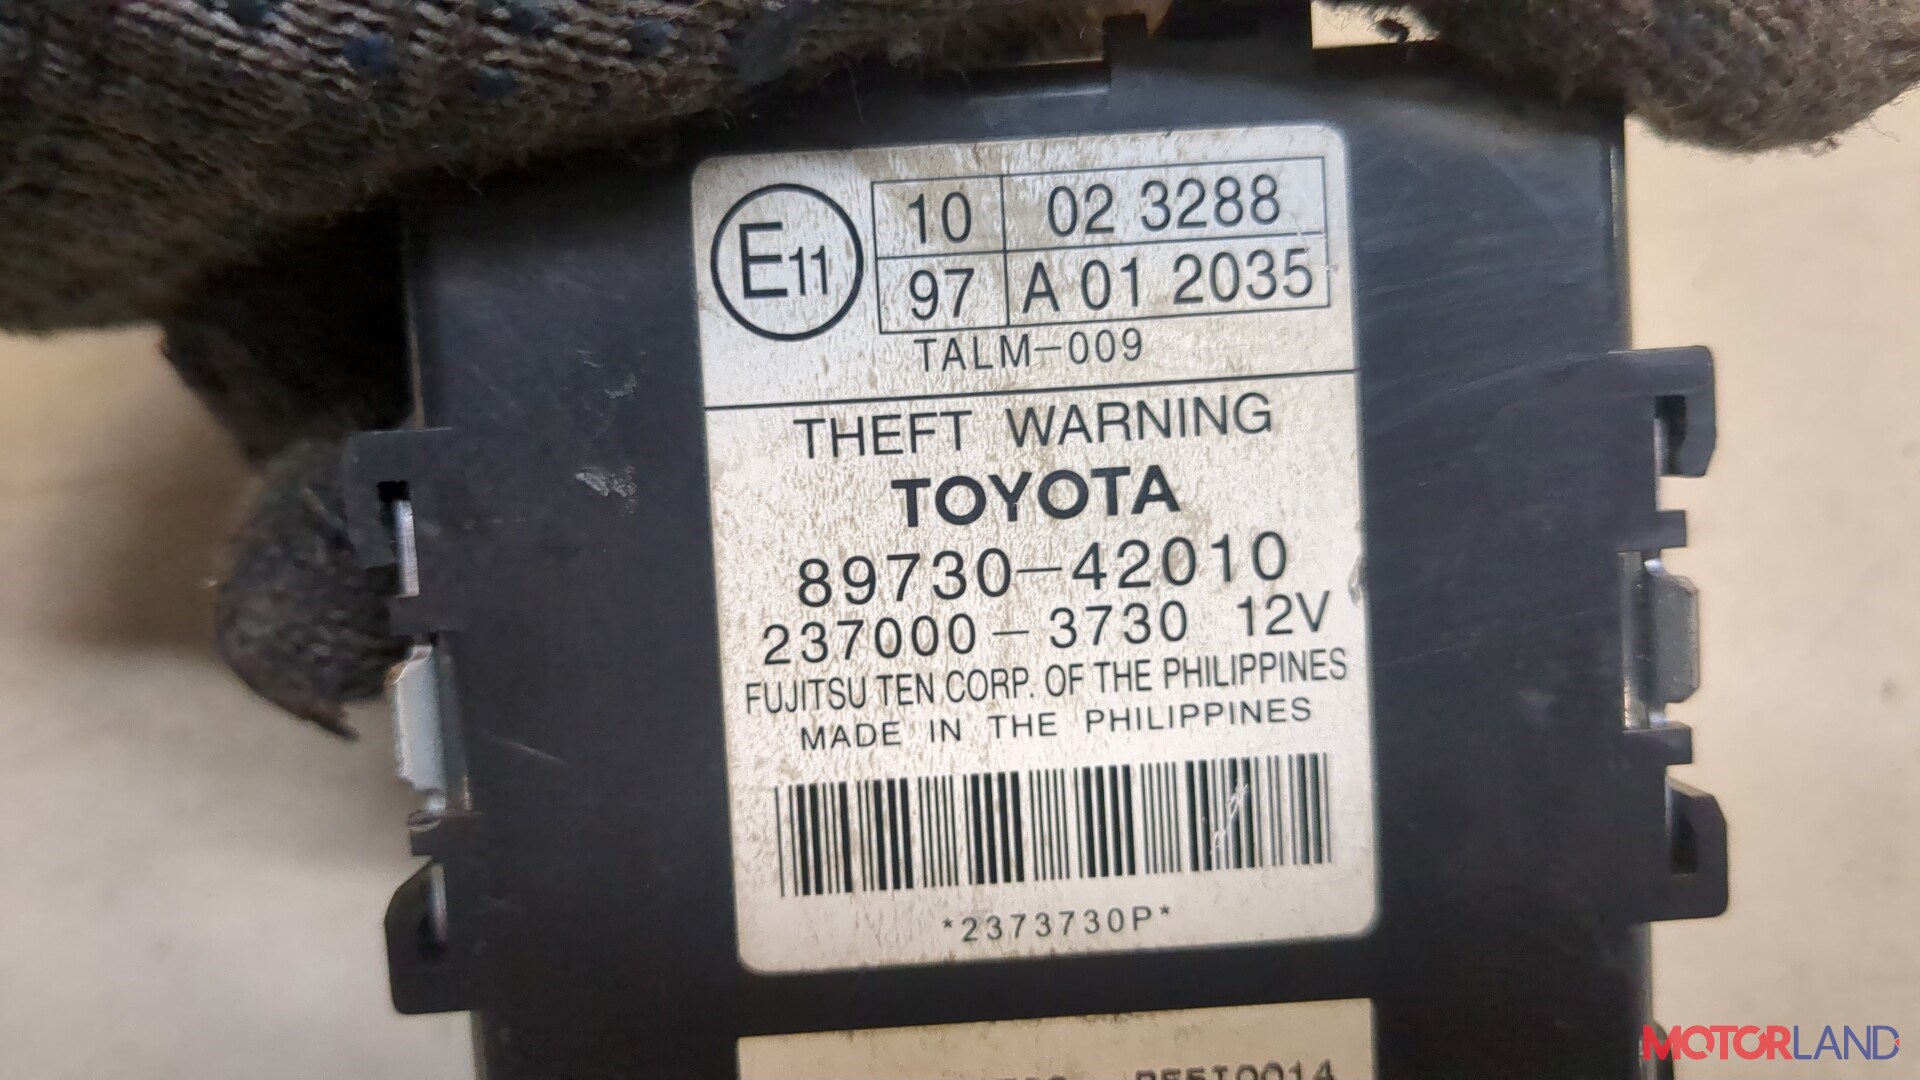 E11
10 02 3288
97 A 01 2035
TALM-009
THEFT WARNING
TOYOTA
89730-42010
237000-3730 12V
FUJITSU TEN CORP. OF THE PHILIPPINES
MADE IN THE PHILIPPINES
*2373730P*
MOTORLAND